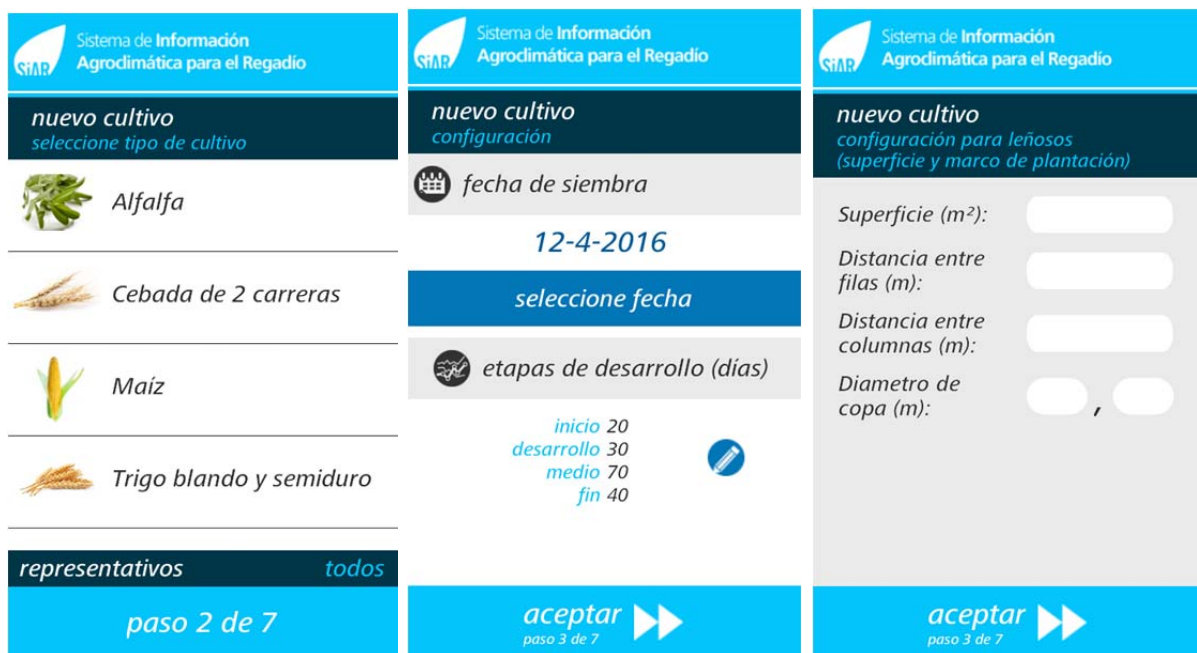 SiAR
Sistema de Información
Agroclimática para el Regadío
nuevo cultivo
seleccione tipo de cultivo
Alfalfa
Cebada de 2 carreras
Maíz
Trigo blando y semiduro
representativos todos
paso 2 de 7
SiAR
Sistema de Información
Agroclimática para el Regadío
nuevo cultivo
configuración
fecha de siembra
12-4-2016
seleccione fecha
etapas de desarrollo (días)
inicio 20
desarrollo 30
medio 70
fin 40
aceptar
paso 3 de 7
SiAR
Sistema de Información
Agroclimática para el Regadío
nuevo cultivo
configuración para leñosos
(superficie y marco de plantación)
Superficie (m²):
Distancia entre
filas (m):
Distancia entre
columnas (m):
Diametro de
copa (m):
,
aceptar
paso 3 de 7